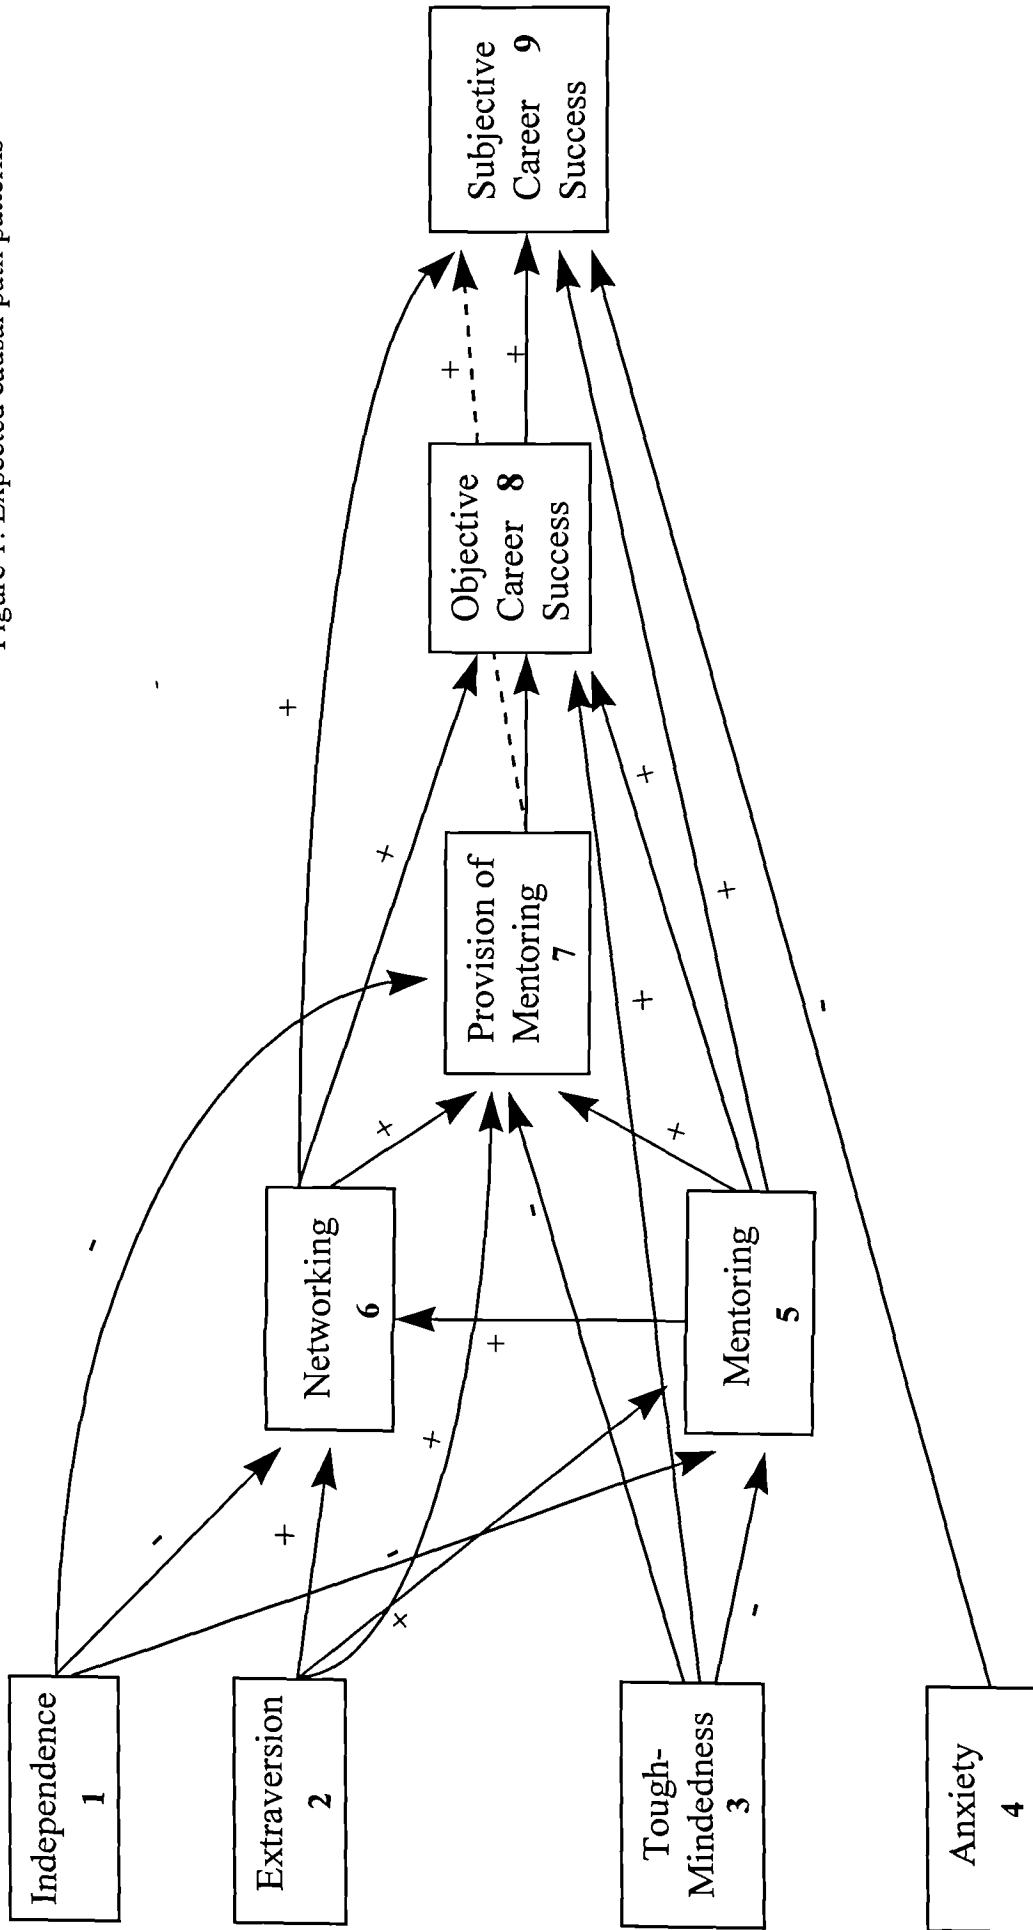 Figure 1: Expected causal path patterns
Independence
1
-
-
Extraversion
2
+
+
-
+
+
Networking
6
+
+
+
+
Provision of
Mentoring
7
Objective
Career 8
Success
+
+
Subjective
Career 9
Success
Tough-
Mindedness
3
-
-
Mentoring
5
+
+
+
+
Anxiety
4
-